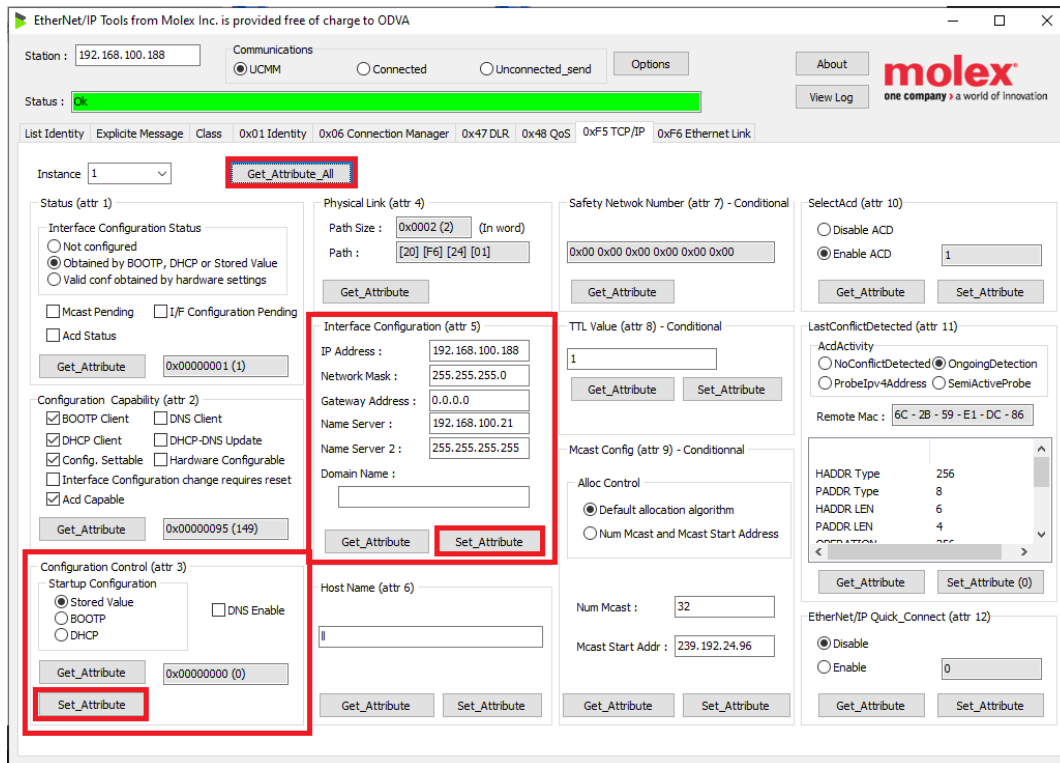 EtherNet/IP Tools from Molex Inc. is provided free of charge to ODVA
Station : 192.168.100.188
Communications
UCMM Connected Unconnected_send
Options
About
molex
one company > a world of innovation
Status : Ok
View Log
List Identity Explicite Message Class 0x01 Identity 0x06 Connection Manager 0x47 DLR 0x48 QoS 0xF5 TCP/IP 0xF6 Ethernet Link
Instance 1 Get_Attribute_All
Status (attr 1)
Interface Configuration Status
Not configured
Obtained by BOOTP, DHCP or Stored Value
Valid conf obtained by hardware settings
Mcast Pending I/F Configuration Pending
Acd Status
Get_Attribute 0x00000001 (1)
Configuration Capability (attr 2)
BOOTP Client DNS Client
DHCP Client DHCP-DNS Update
Config. Settable Hardware Configurable
Interface Configuration change requires reset
Acd Capable
Get_Attribute 0x00000095 (149)
Configuration Control (attr 3)
Startup Configuration
Stored Value
BOOTP
DHCP
DNS Enable
Get_Attribute 0x00000000 (0)
Set_Attribute
Physical Link (attr 4)
Path Size : 0x0002 (2) (In word)
Path : [20] [F6] [24] [01]
Get_Attribute
Interface Configuration (attr 5)
IP Address : 192.168.100.188
Network Mask : 255.255.255.0
Gateway Address : 0.0.0.0
Name Server : 192.168.100.21
Name Server 2 : 255.255.255.255
Domain Name :
Get_Attribute Set_Attribute
Host Name (attr 6)
Get_Attribute Set_Attribute
Safety Netwok Number (attr 7) - Conditional
0x00 0x00 0x00 0x00 0x00 0x00
Get_Attribute
TTL Value (attr 8) - Conditional
1
Get_Attribute Set_Attribute
Mcast Config (attr 9) - Conditionnal
Alloc Control
Default allocation algorithm
Num Mcast and Mcast Start Address
Num Mcast : 32
Mcast Start Addr : 239.192.24.96
Get_Attribute Set_Attribute
SelectAcd (attr 10)
Disable ACD
Enable ACD 1
Get_Attribute Set_Attribute
LastConflictDetected (attr 11)
AcdActivity
NoConflictDetected OngoingDetection
ProbeIpv4Address SemiActiveProbe
Remote Mac : 6C - 2B - 59 - E1 - DC - 86
HADDR Type 256
PADDR Type 8
HADDR LEN 6
PADDR LEN 4
OPERATION 256
Get_Attribute Set_Attribute (0)
EtherNet/IP Quick_Connect (attr 12)
Disable
Enable 0
Get_Attribute Set_Attribute